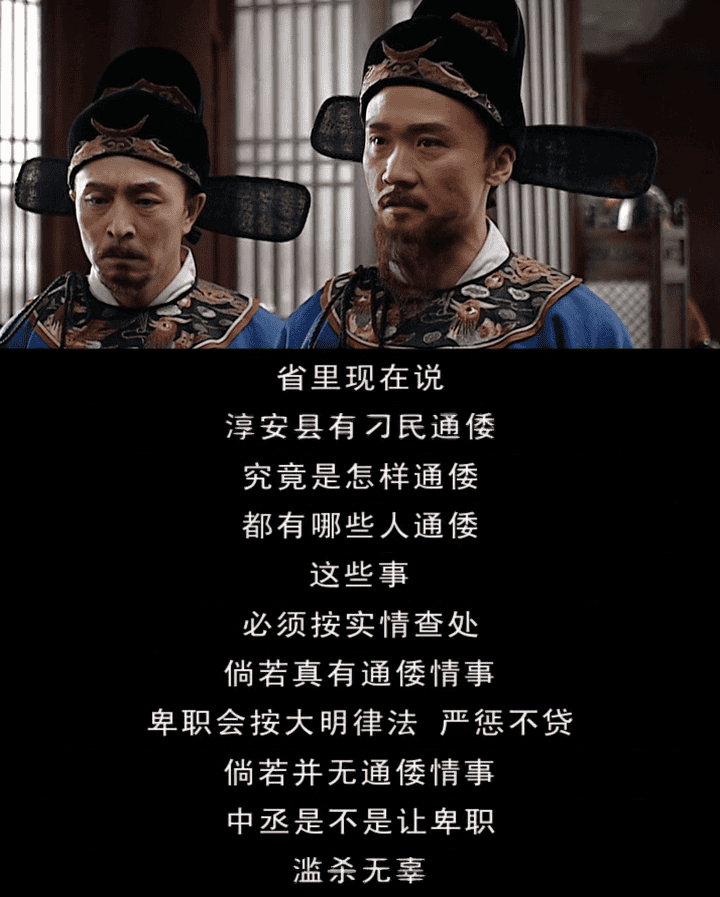 省里现在说
淳安县有刁民通倭
究竟是怎样通倭
都有哪些人通倭
这些事
必须按实情查处
倘若真有通倭情事
卑职会按大明律法 严惩不贷
倘若并无通倭情事
中丞是不是让卑职
滥杀无辜